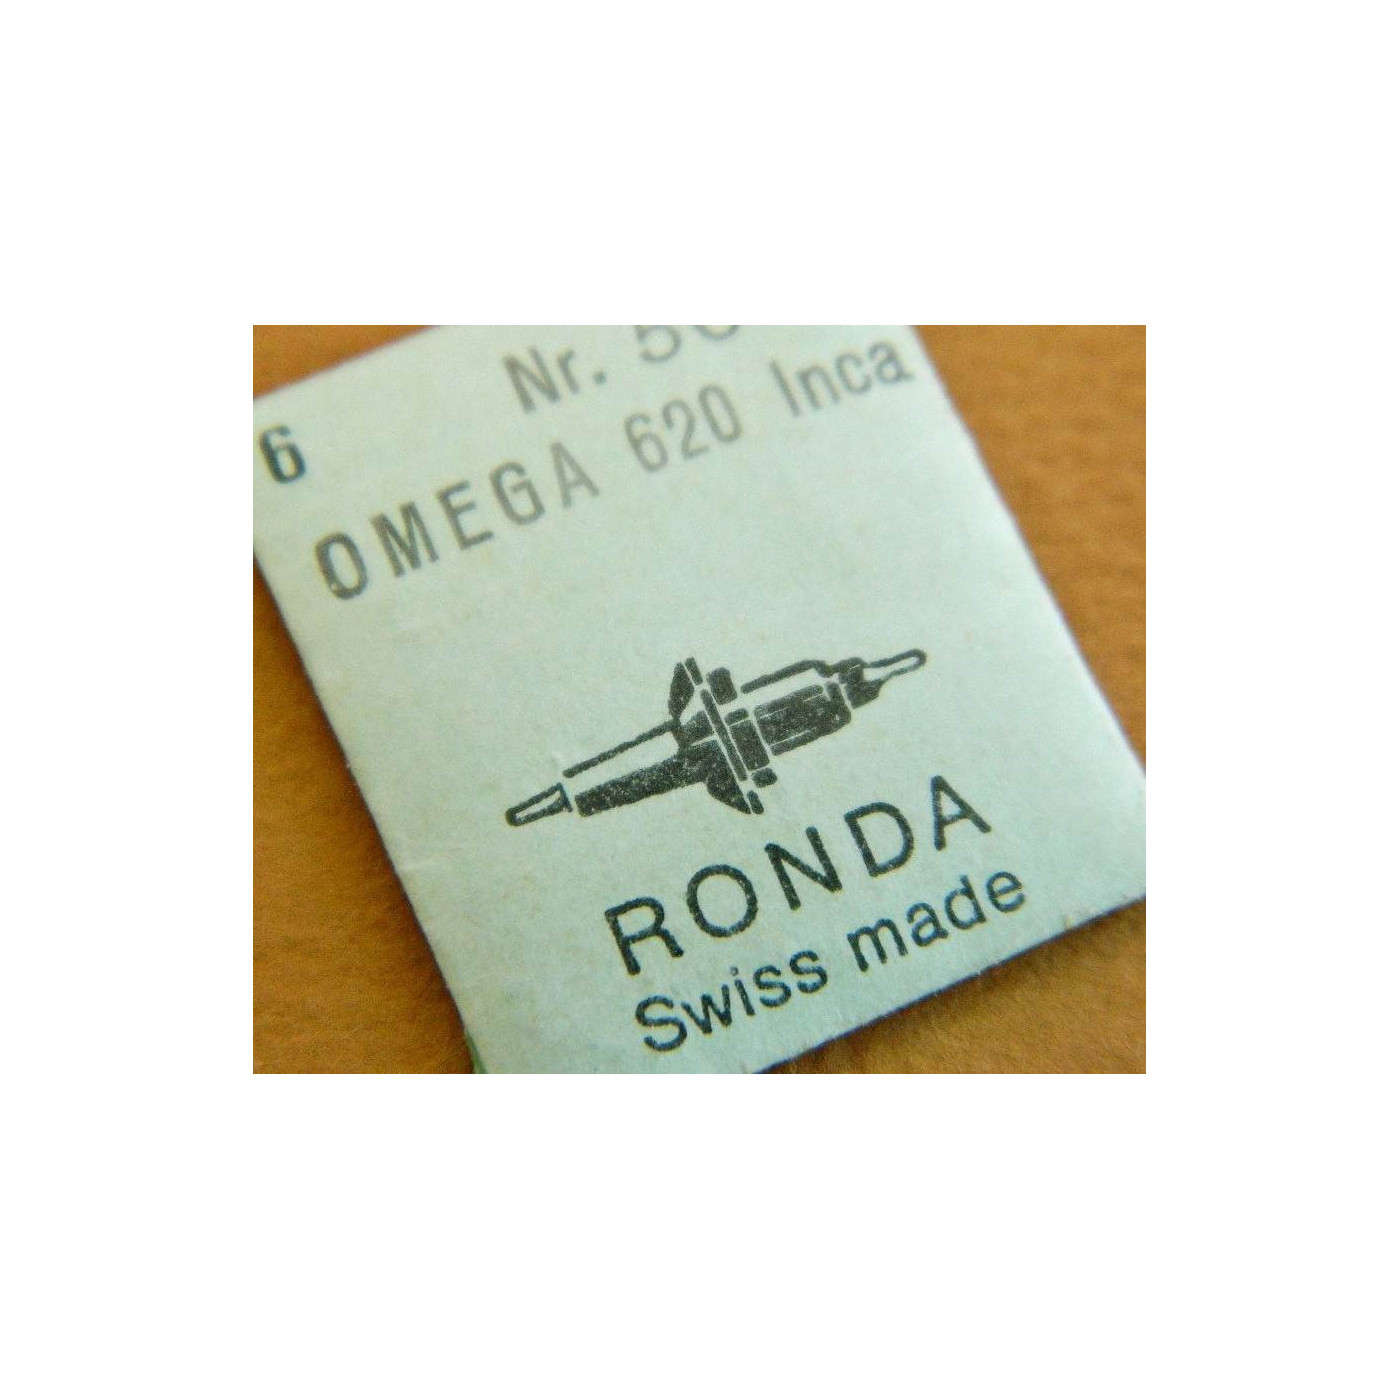 Nr.
6
OMEGA 620 Inca
RONDA
Swiss made